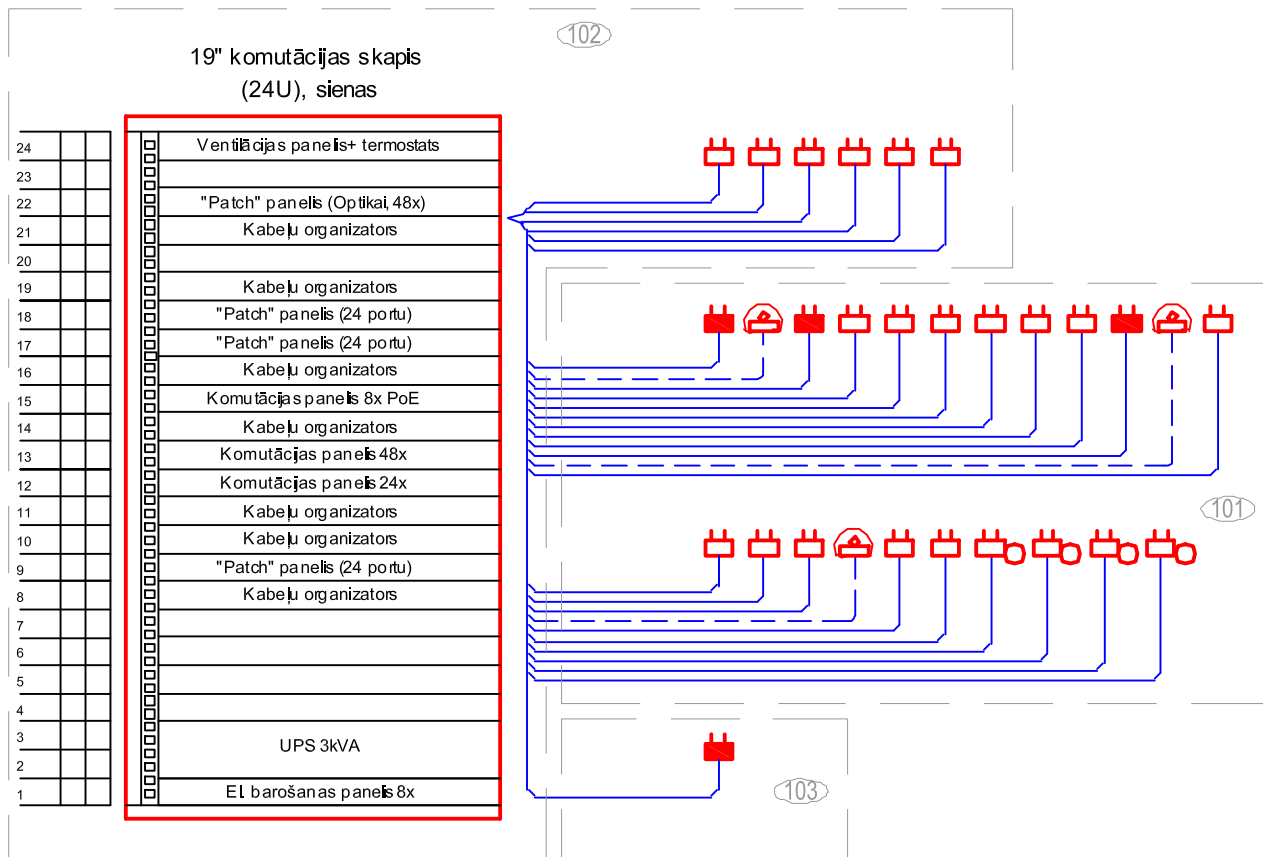 102
19" komutācijas skapis
(24U), sienas
24 Ventilācijas panelis+ termostats
23
22 "Patch" panelis (Optikai, 48x)
21 Kabeļu organizators
20
19 Kabeļu organizators
18 "Patch" panelis (24 portu)
17 "Patch" panelis (24 portu)
16 Kabeļu organizators
15 Komutācijas panelis 8x PoE
14 Kabeļu organizators
13 Komutācijas panelis 48x
12 Komutācijas panelis 24x
11 Kabeļu organizators
10 Kabeļu organizators
9 "Patch" panelis (24 portu)
8 Kabeļu organizators
7
6
5
4
3
UPS 3kVA
2
1 El. barošanas panelis 8x
101
103